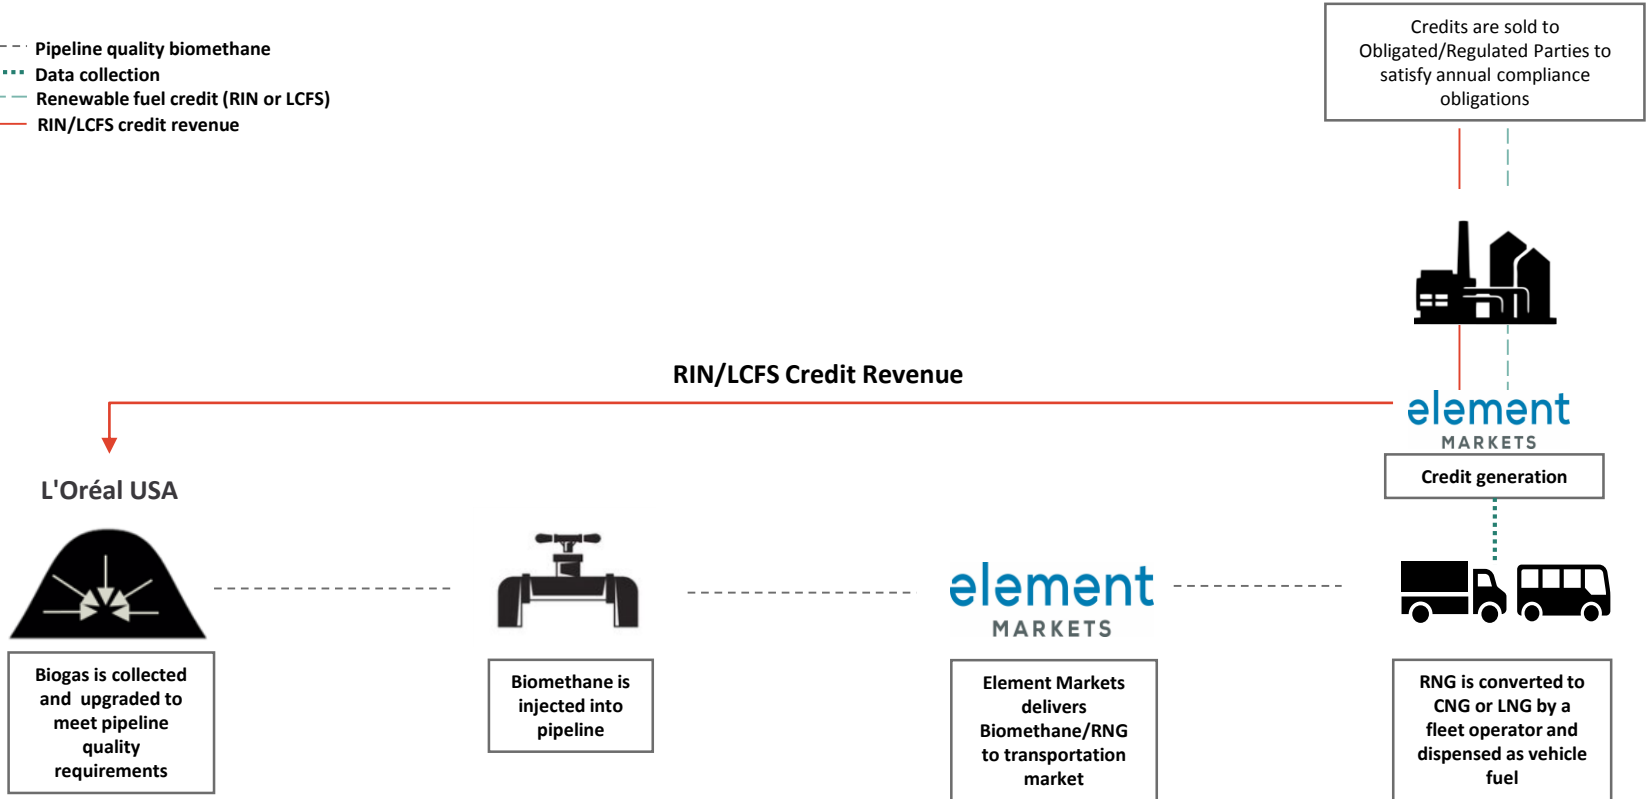 Pipeline quality biomethane
Data collection
Renewable fuel credit (RIN or LCFS)
RIN/LCFS credit revenue
Credits are sold to
Obligated/Regulated Parties to
satisfy annual compliance
obligations
RIN/LCFS Credit Revenue
element
MARKETS
Credit generation
L'Oréal USA
element
MARKETS
Biogas is collected
and upgraded to
meet pipeline
quality
requirements
Biomethane is
injected into
pipeline
Element Markets
delivers
Biomethane/RNG
to transportation
market
RNG is converted to
CNG or LNG by a
fleet operator and
dispensed as vehicle
fuel